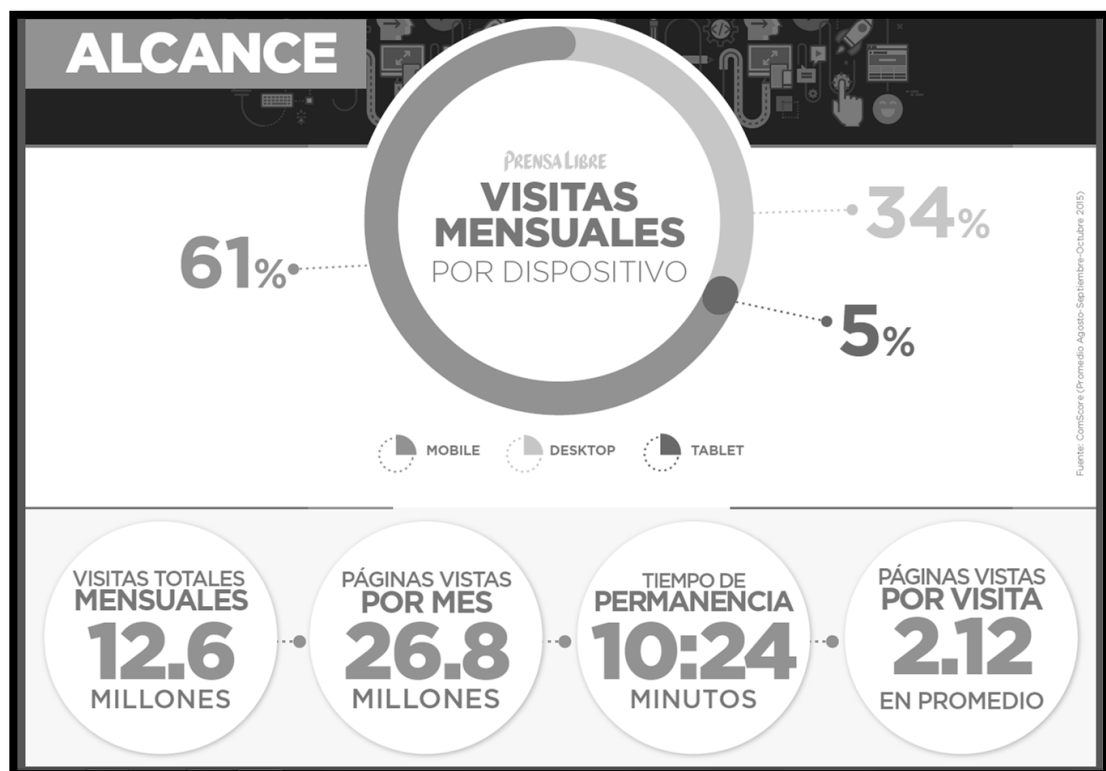 ALCANCE
PRENSA LIBRE
VISITAS
MENSUALES
POR DISPOSITIVO
61%
34%
5%
MOBILE
DESKTOP
TABLET
Fuente: ComScore (Promedio Agosto-Septiembre-Octubre 2015)
VISITAS TOTALES
MENSUALES
12.6
MILLONES
PÁGINAS VISTAS
POR MES
26.8
MILLONES
TIEMPO DE
PERMANENCIA
10:24
MINUTOS
PÁGINAS VISTAS
POR VISITA
2.12
EN PROMEDIO